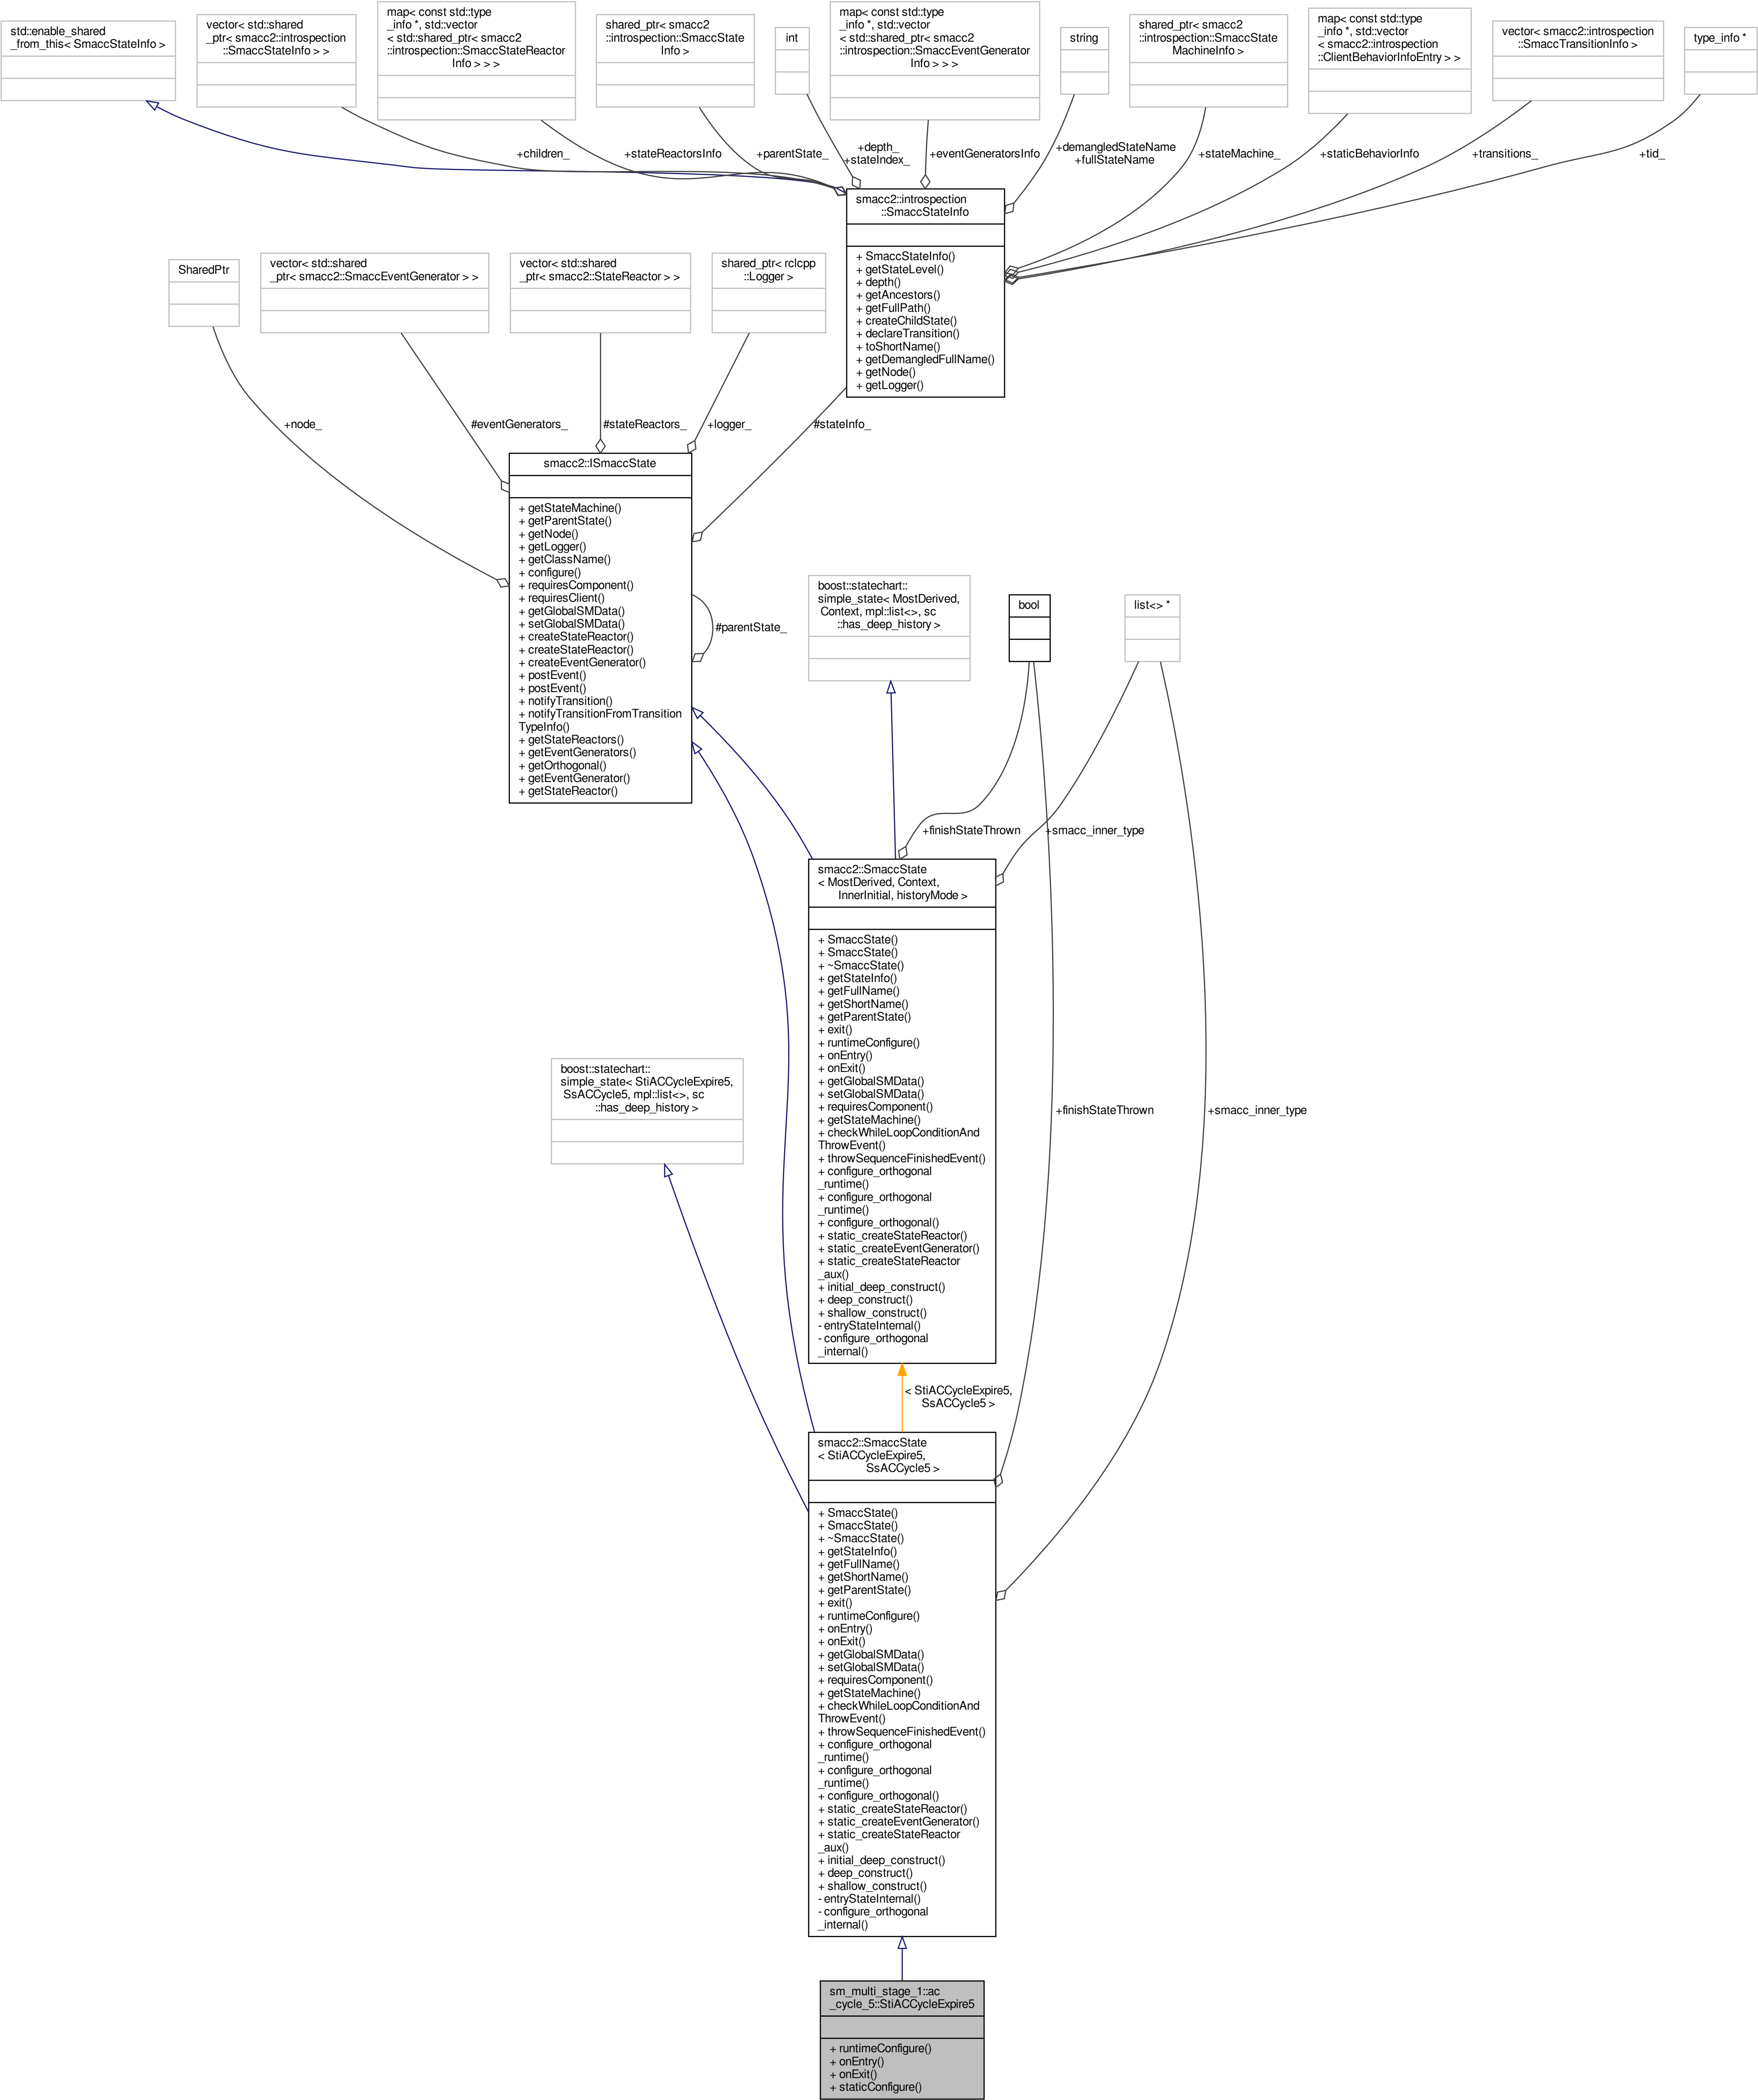 std::enable_shared
_from_this< SmaccStateInfo >
vector< std::shared
_ptr< smacc2::introspection
::SmaccStateInfo > >
map< const std::type
_info *, std::vector
< std::shared_ptr< smacc2
::introspection::SmaccStateReactor
Info > > >
shared_ptr< smacc2
::introspection::SmaccState
Info >
int
map< const std::type
_info *, std::vector
< std::shared_ptr< smacc2
::introspection::SmaccEventGenerator
Info > > >
string
shared_ptr< smacc2
::introspection::SmaccState
MachineInfo >
map< const std::type
_info *, std::vector
< smacc2::introspection
::ClientBehaviorInfoEntry > >
vector< smacc2::introspection
::SmaccTransitionInfo >
type_info *
+children_
+stateReactorsInfo
+parentState_
+depth_
+stateIndex_
+eventGeneratorsInfo
+demangledStateName
+fullStateName
+stateMachine_
+staticBehaviorInfo
+transitions_
+tid_
smacc2::introspection
::SmaccStateInfo
+ SmaccStateInfo()
+ getStateLevel()
+ depth()
+ getAncestors()
+ getFullPath()
+ createChildState()
+ declareTransition()
+ toShortName()
+ getDemangledFullName()
+ getNode()
+ getLogger()
SharedPtr
vector< std::shared
_ptr< smacc2::SmaccEventGenerator > >
vector< std::shared
_ptr< smacc2::StateReactor > >
shared_ptr< rclcpp
::Logger >
+node_
#eventGenerators_
#stateReactors_
+logger_
#stateInfo_
smacc2::ISmaccState
+ getStateMachine()
+ getParentState()
+ getNode()
+ getLogger()
+ getClassName()
+ configure()
+ requiresComponent()
+ requiresClient()
+ getGlobalSMData()
+ setGlobalSMData()
+ createStateReactor()
+ createStateReactor()
+ createEventGenerator()
+ postEvent()
+ postEvent()
+ notifyTransition()
+ notifyTransitionFromTransition
TypeInfo()
+ getStateReactors()
+ getEventGenerators()
+ getOrthogonal()
+ getEventGenerator()
+ getStateReactor()
#parentState_
boost::statechart::
simple_state< MostDerived,
Context, mpl::list<>, sc
::has_deep_history >
bool
list<> *
+finishStateThrown
+smacc_inner_type
smacc2::SmaccState
< MostDerived, Context,
InnerInitial, historyMode >
+ SmaccState()
+ SmaccState()
+ ~SmaccState()
+ getStateInfo()
+ getFullName()
+ getShortName()
+ getParentState()
+ exit()
+ runtimeConfigure()
+ onEntry()
+ onExit()
+ getGlobalSMData()
+ setGlobalSMData()
+ requiresComponent()
+ getStateMachine()
+ checkWhileLoopConditionAnd
ThrowEvent()
+ throwSequenceFinishedEvent()
+ configure_orthogonal
_runtime()
+ configure_orthogonal
_runtime()
+ configure_orthogonal()
+ static_createStateReactor()
+ static_createEventGenerator()
+ static_createStateReactor
_aux()
+ initial_deep_construct()
+ deep_construct()
+ shallow_construct()
- entryStateInternal()
- configure_orthogonal
_internal()
boost::statechart::
simple_state< StiACCycleExpire5,
SsACCycle5, mpl::list<>, sc
::has_deep_history >
+finishStateThrown
+smacc_inner_type
< StiACCycleExpire5,
SsACCycle5 >
smacc2::SmaccState
< StiACCycleExpire5,
SsACCycle5 >
+ SmaccState()
+ SmaccState()
+ ~SmaccState()
+ getStateInfo()
+ getFullName()
+ getShortName()
+ getParentState()
+ exit()
+ runtimeConfigure()
+ onEntry()
+ onExit()
+ getGlobalSMData()
+ setGlobalSMData()
+ requiresComponent()
+ getStateMachine()
+ checkWhileLoopConditionAnd
ThrowEvent()
+ throwSequenceFinishedEvent()
+ configure_orthogonal
_runtime()
+ configure_orthogonal
_runtime()
+ configure_orthogonal()
+ static_createStateReactor()
+ static_createEventGenerator()
+ static_createStateReactor
_aux()
+ initial_deep_construct()
+ deep_construct()
+ shallow_construct()
- entryStateInternal()
- configure_orthogonal
_internal()
sm_multi_stage_1::ac
_cycle_5::StiACCycleExpire5
+ runtimeConfigure()
+ onEntry()
+ onExit()
+ staticConfigure()